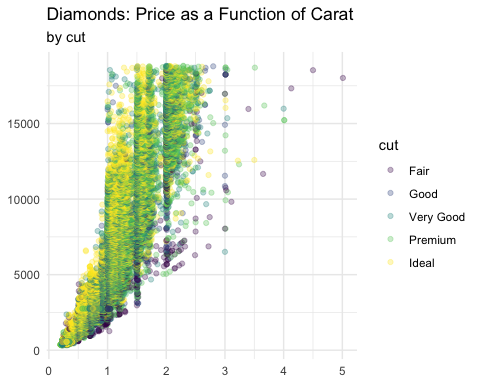 Diamonds: Price as a Function of Carat
by cut
15000
10000
5000
0
0 1 2 3 4 5
cut
Fair
Good
Very Good
Premium
Ideal